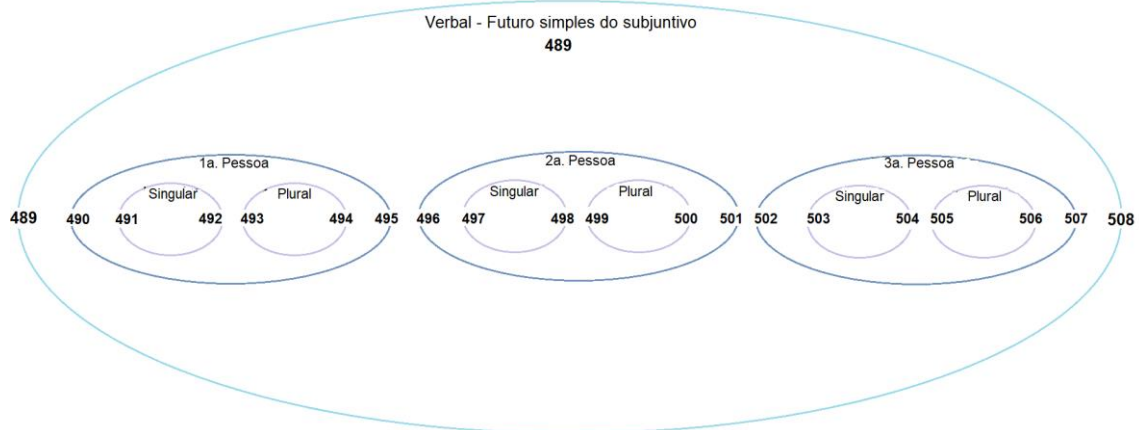 Verbal - Futuro simples do subjuntivo
489
1a. Pessoa
2a. Pessoa
3a. Pessoa
Singular
Plural
Singular
Plural
Singular
Plural
489 490 491 492 493 494 495 496 497 498 499 500 501 502 503 504 505 506 507 508